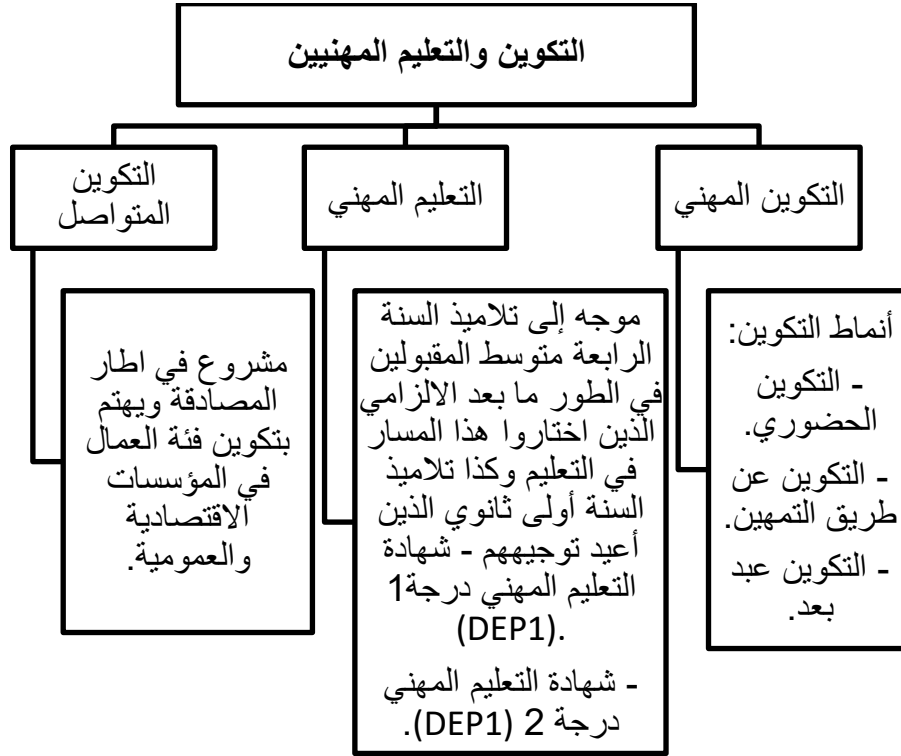 التكوين والتعليم المهنيين
التكوين المهني
التعليم المهني
التكوين
المتواصل
أنماط التكوين:
- التكوين
الحضوري.
- التكوين عن
طريق التمهين.
- التكوين عبد
بعد.
موجه إلى تلاميذ السنة
الرابعة متوسط المقبولين
في الطور ما بعد الالزامي
الذين اختاروا هذا المسار
في التعليم وكذا تلاميذ
السنة أولى ثانوي الذين
أعيد توجيههم - شهادة
التعليم المهني درجة1
(DEP1).
- شهادة التعليم المهني
درجة 2 (DEP1).
مشروع في اطار
المصادقة ويهتم
بتكوين فئة العمال
في المؤسسات
الاقتصادية
والعمومية.